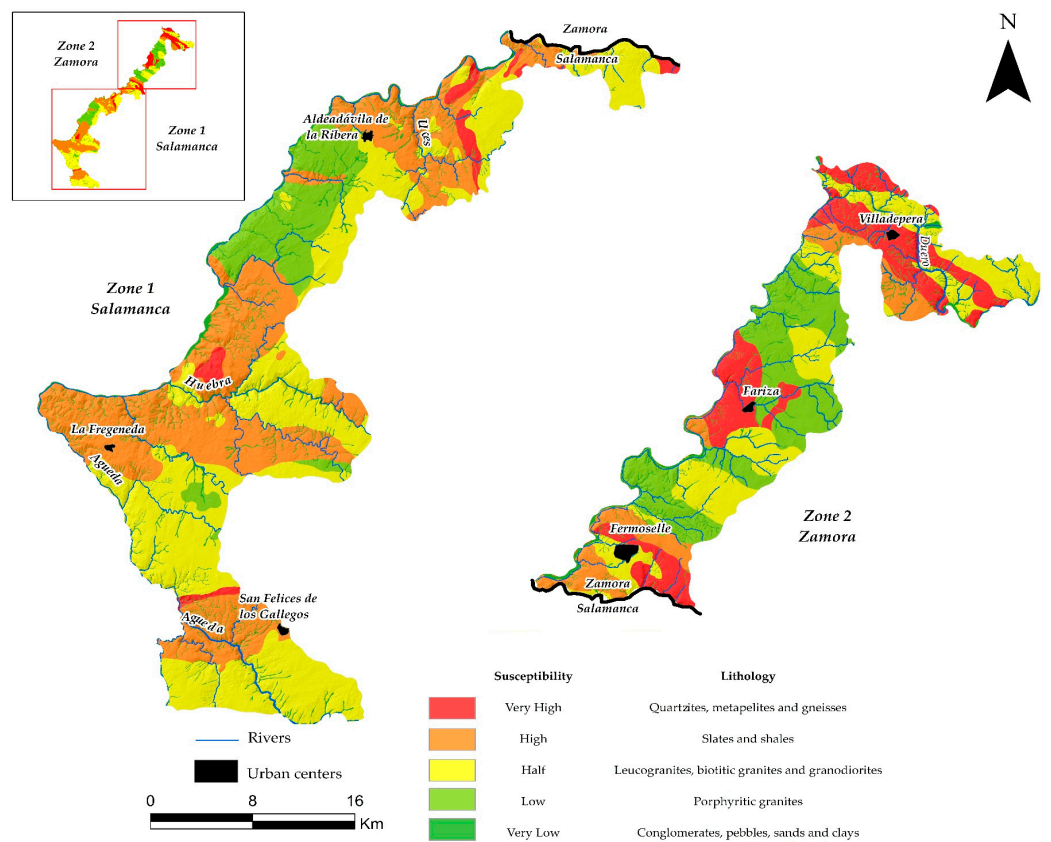 Zone 2
Zamora
Zone 1
Salamanca
Zamora
Salamanca
N
Aldeadávila de
la Ribera
Uces
Villadepera
Duero
Zone 1
Salamanca
Huebra
Fariza
La Fregeneda
Agueda
Zone 2
Zamora
Fermoselle
Zamora
Salamanca
San Felices de
los Gallegos
Agueda
Susceptibility Lithology
Very High Quartzites, metapelites and gneisses
High Slates and shales
Half Leucogranites, biotitic granites and granodiorites
Low Porphyritic granites
Very Low Conglomerates, pebbles, sands and clays
Rivers
Urban centers
0 8 16
Km